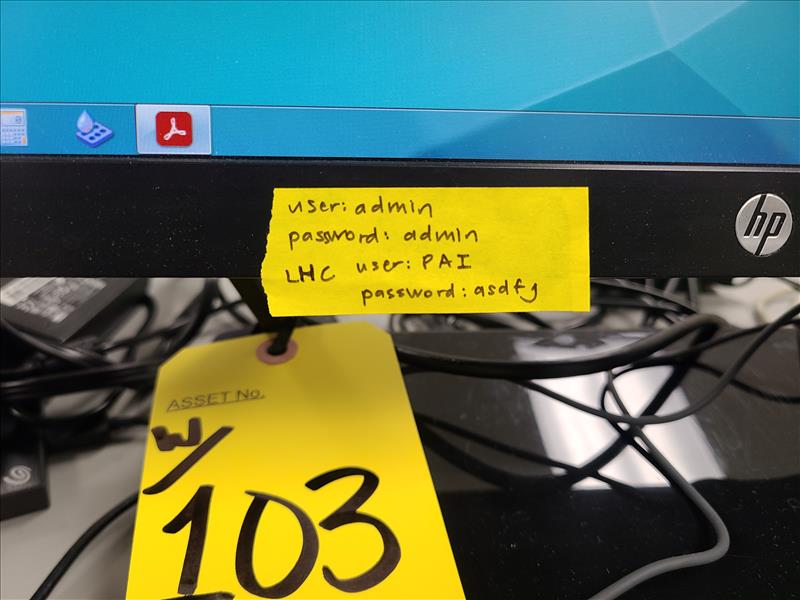 user: admin
password: admin
LHC user: PAI
password: asdfg
hp
ASSET No.
W/
103